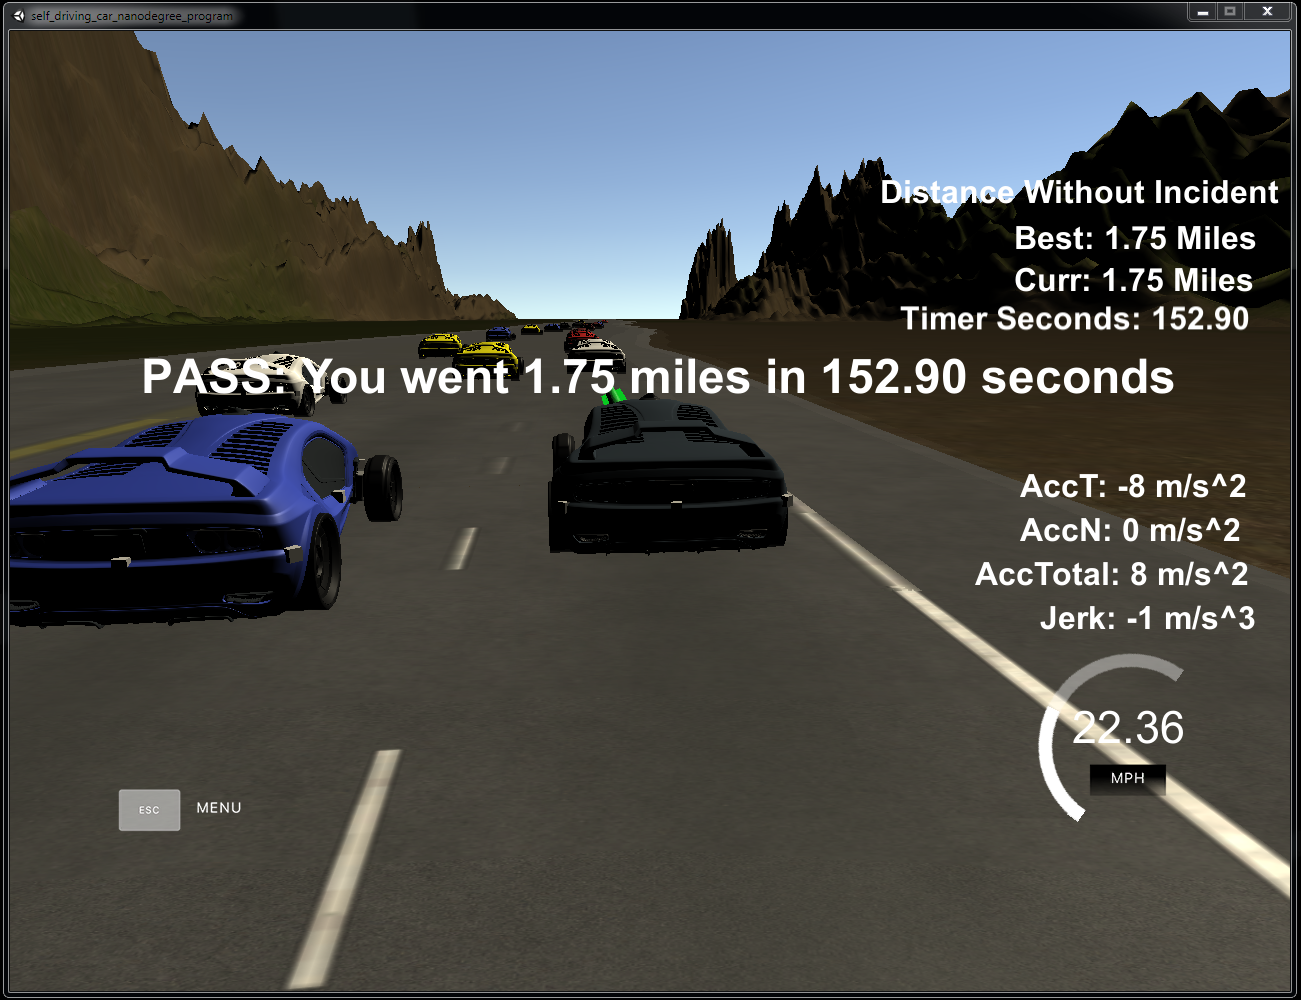 self_driving_car_nanodegree_program
Distance Without Incident
Best: 1.75 Miles
Curr: 1.75 Miles
Timer Seconds: 152.90
PASS: You went 1.75 miles in 152.90 seconds
AccT: -8 m/s^2
AccN: 0 m/s^2
AccTotal: 8 m/s^2
Jerk: -1 m/s^3
22.36
MPH
ESC MENU